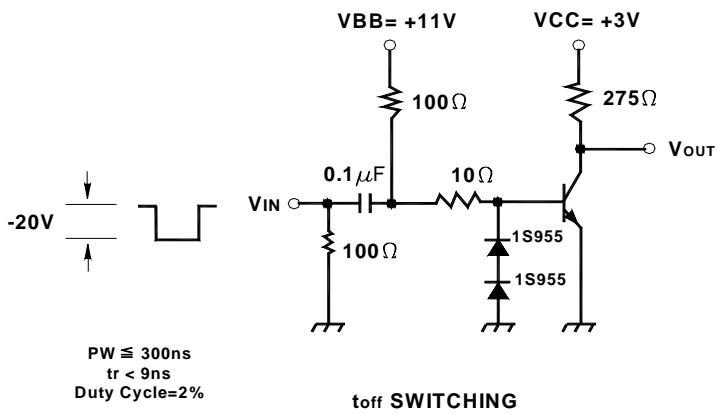 VBB= +11V
VCC= +3V
100Ω
275Ω
VOUT
0.1μF
10Ω
VIN
-20V
100Ω
1S955
1S955
PW ≦ 300ns
tr < 9ns
Duty Cycle=2%
toff SWITCHING